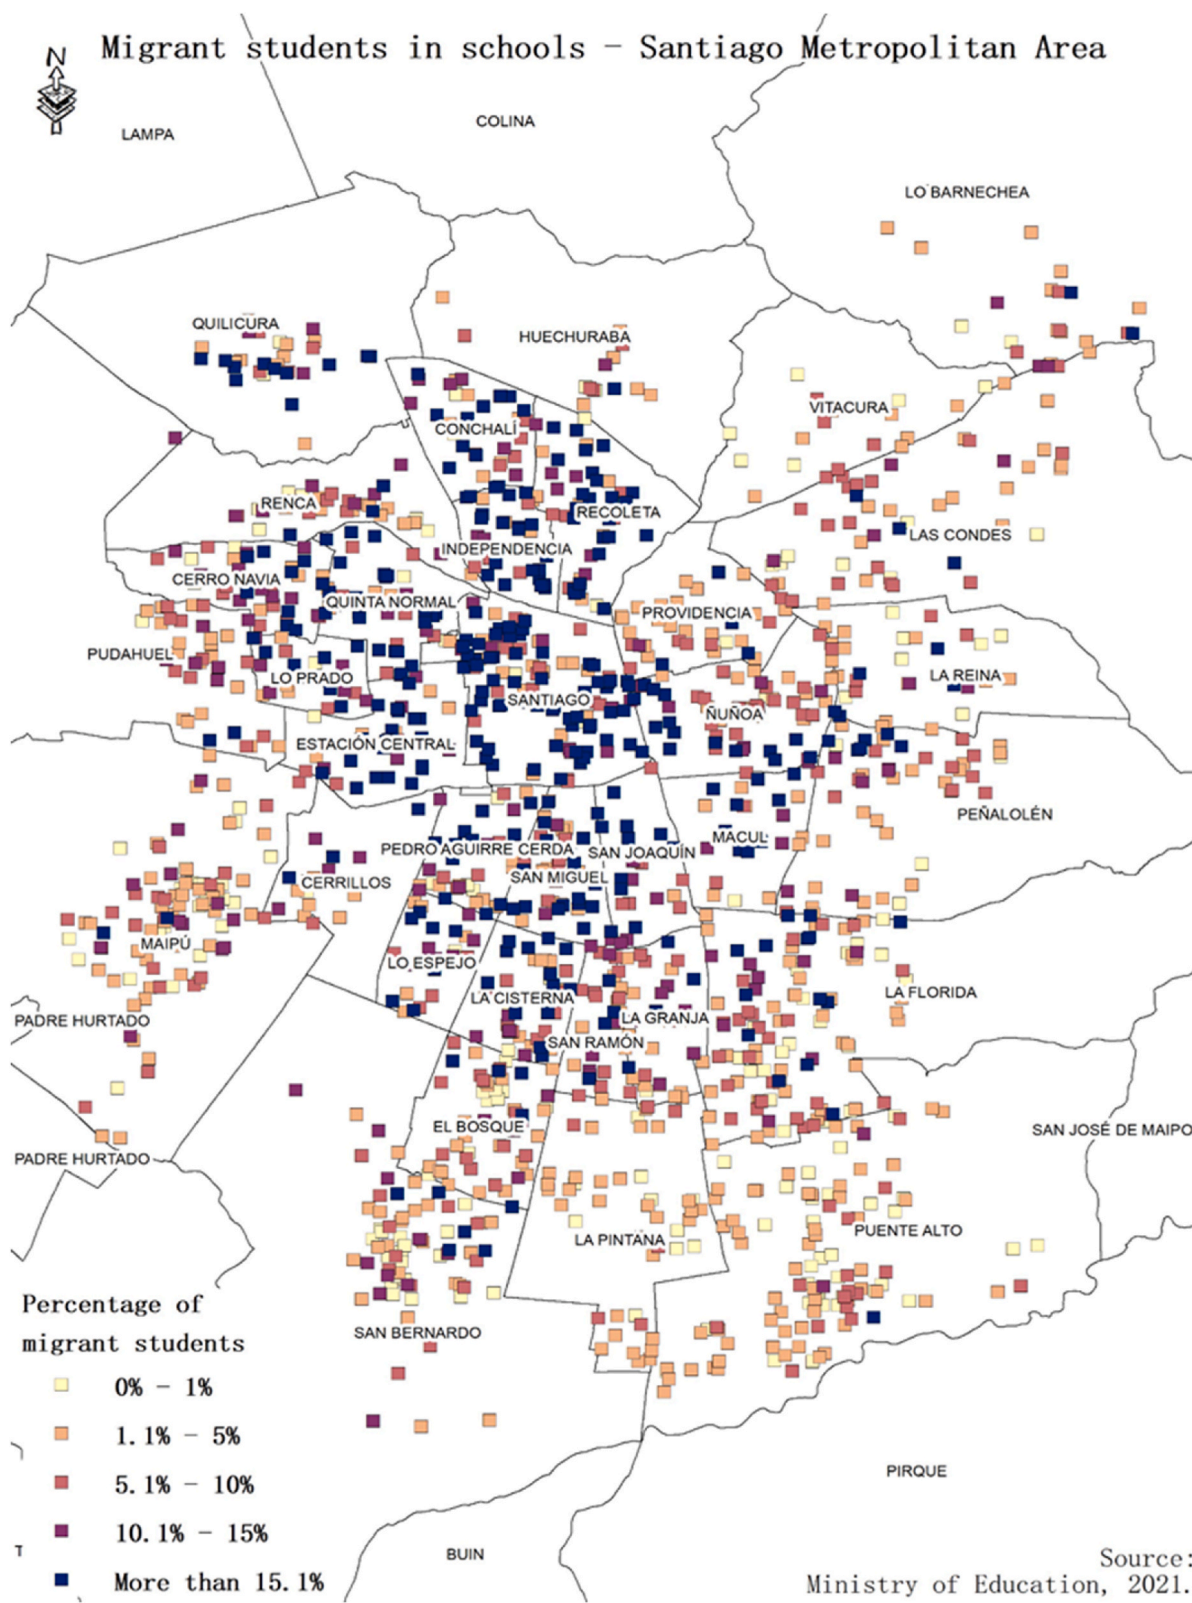 Migrant students in schools - Santiago Metropolitan Area
N
COLINA
LAMPA
LO BARNECHEA
QUILICURA
HUECHURABA
VITACURA
CONCHALÍ
RENCA
RECOLETA
LAS CONDES
INDEPENDENCIA
CERRO NAVIA
QUINTA NORMAL
PROVIDENCIA
PUDAHUEL
LO PRADO
LA REINA
SANTIAGO
ÑUÑOA
ESTACIÓN CENTRAL
PEÑALOLÉN
MACUL
PEDRO AGUIRRE CERDA
SAN JOAQUÍN
SAN MIGUEL
CERRILLOS
MAIPÚ
LO ESPEJO
LA FLORIDA
LA CISTERNA
LA GRANJA
PADRE HURTADO
SAN RAMÓN
EL BOSQUE
SAN JOSÉ DE MAIPO
PADRE HURTADO
PUENTE ALTO
LA PINTANA
SAN BERNARDO
PIRQUE
BUIN
T
Percentage of
migrant students
0% - 1%
1.1% - 5%
5.1% - 10%
10.1% - 15%
More than 15.1%
Source:
Ministry of Education, 2021.